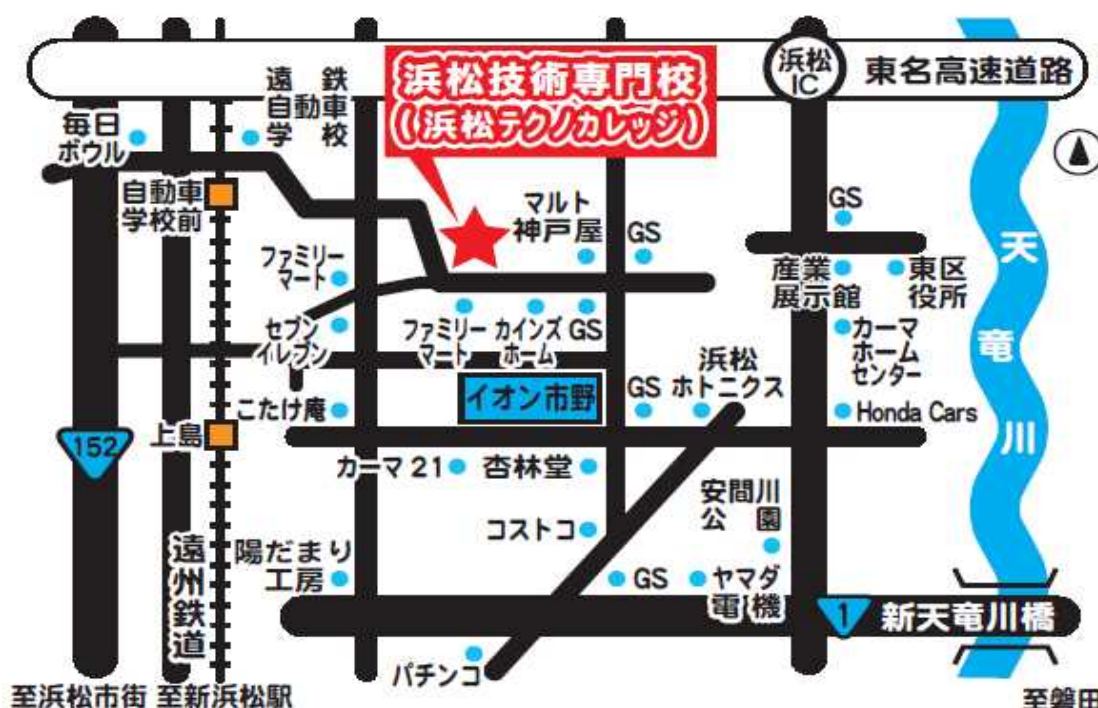 浜松
IC
東名高速道路
浜松技術専門校
(浜松テクノカレッジ)
遠鉄
自動車
学校
毎日
ボウル
自動車
学校前
マルト
神戸屋
GS
GS
ファミリー
マート
産業
展示館
東区
役所
天竜川
セブン
イレブン
ファミリー
マート
カインズ
ホーム
GS
カーマ
ホーム
センター
浜松
ホトニクス
イオン市野
GS
こたけ庵
Honda Cars
152
上島
カーマ 21
杏林堂
安間川
公園
コストコ
遠州鉄道
陽だまり
工房
GS
ヤマダ
電機
1
新天竜川橋
パチンコ
至浜松市街
至新浜松駅
至磐田